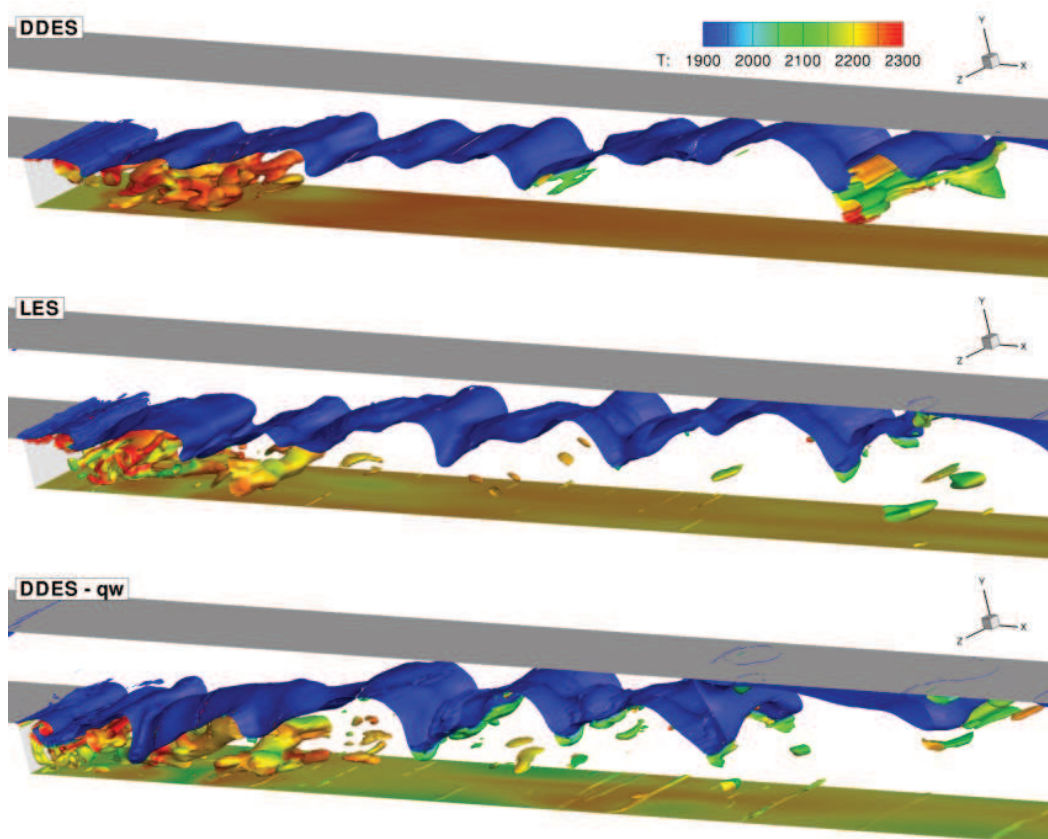 DDES
T: 1900 2000 2100 2200 2300
Y
Z X
LES
Y
Z X
DDES - qw
Y
Z X